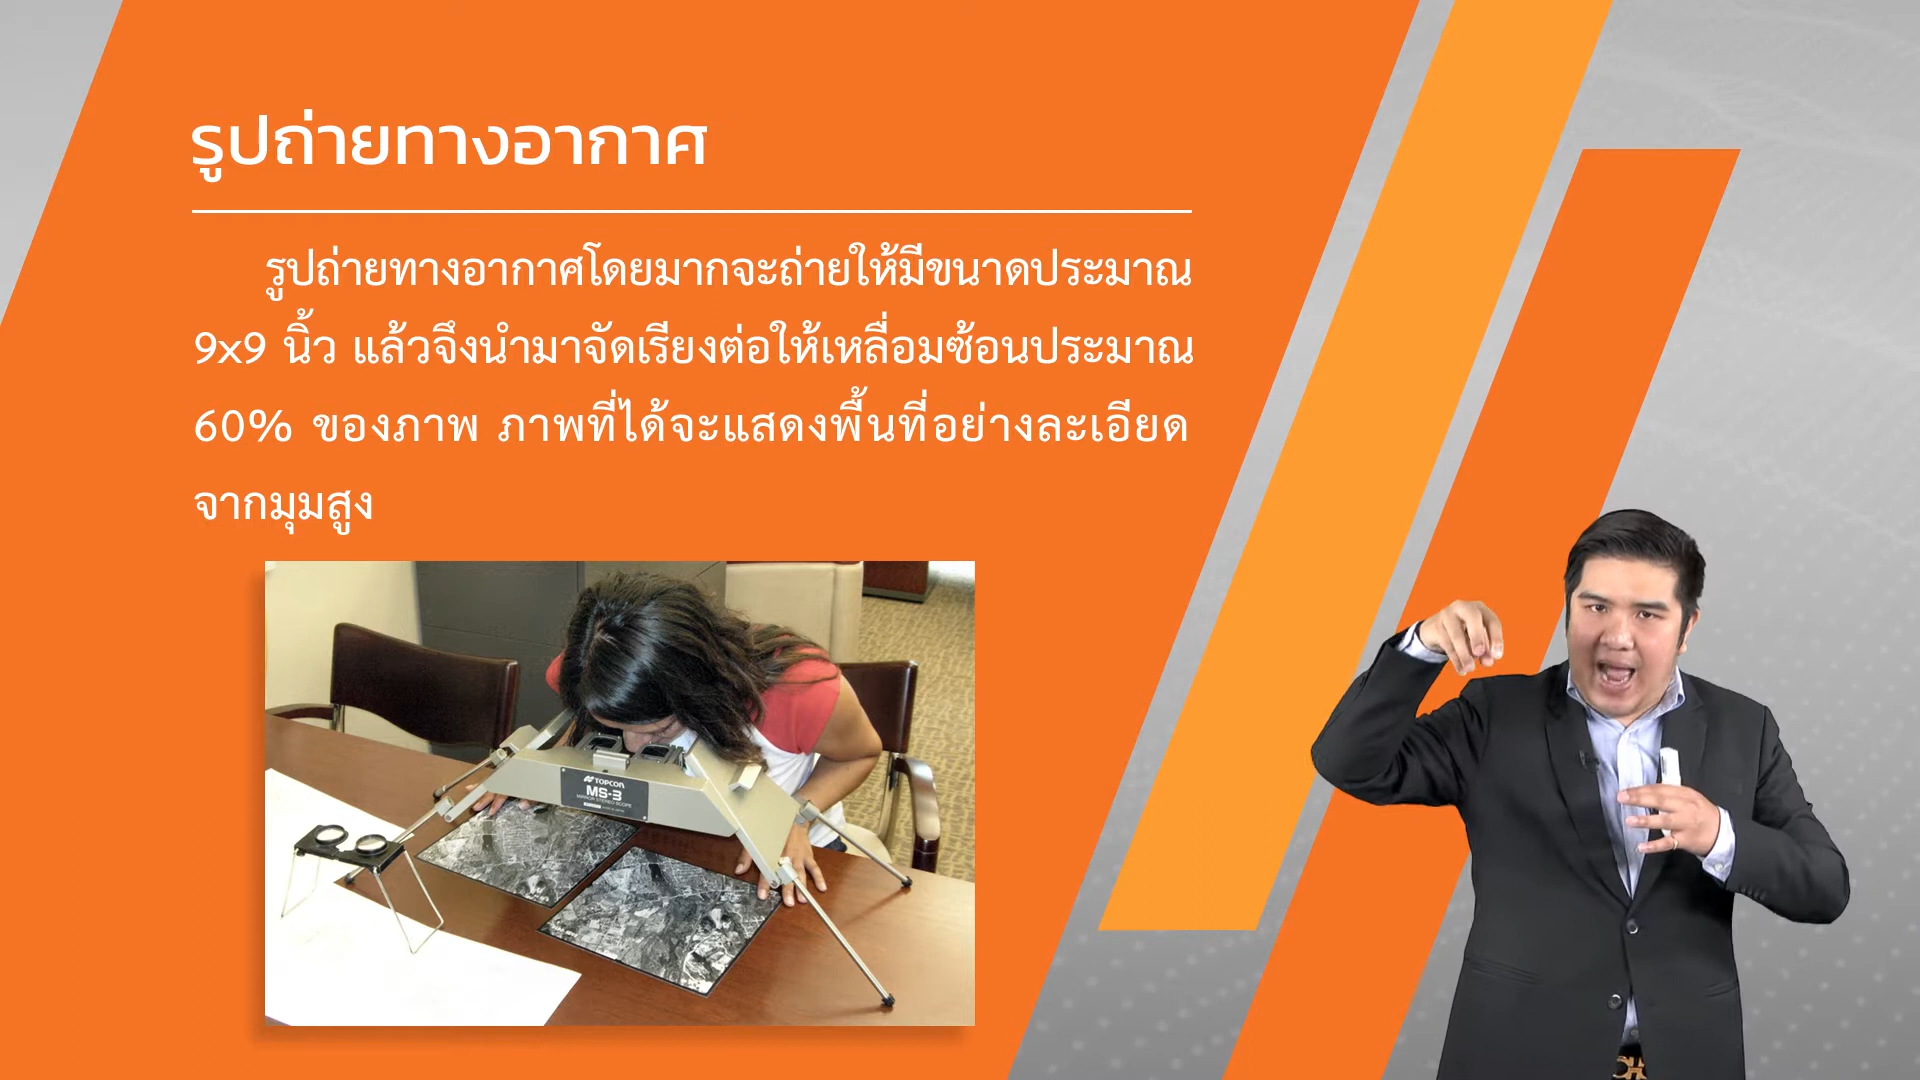 รูปถ่ายทางอากาศ
รูปถ่ายทางอากาศโดยมากจะถ่ายให้มีขนาดประมาณ
9x9 นิ้ว แล้วจึงนำมาจัดเรียงต่อให้เหลื่อมซ้อนประมาณ
60% ของภาพ ภาพที่ได้จะแสดงพื้นที่อย่างละเอียด
จากมุมสูง
TOPCON
MS-3
MIRROR STEREO SCOPE